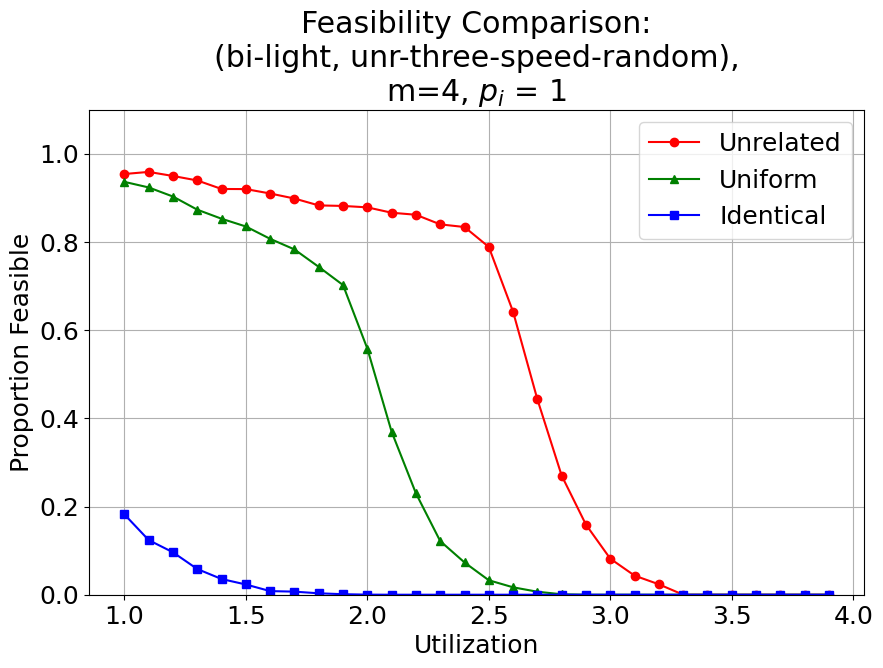 Feasibility Comparison:
(bi-light, unr-three-speed-random),
m=4, $p_i$ = 1
Unrelated
Uniform
Identical
Proportion Feasible
1.0
0.8
0.6
0.4
0.2
0.0
1.0 1.5 2.0 2.5 3.0 3.5 4.0
Utilization